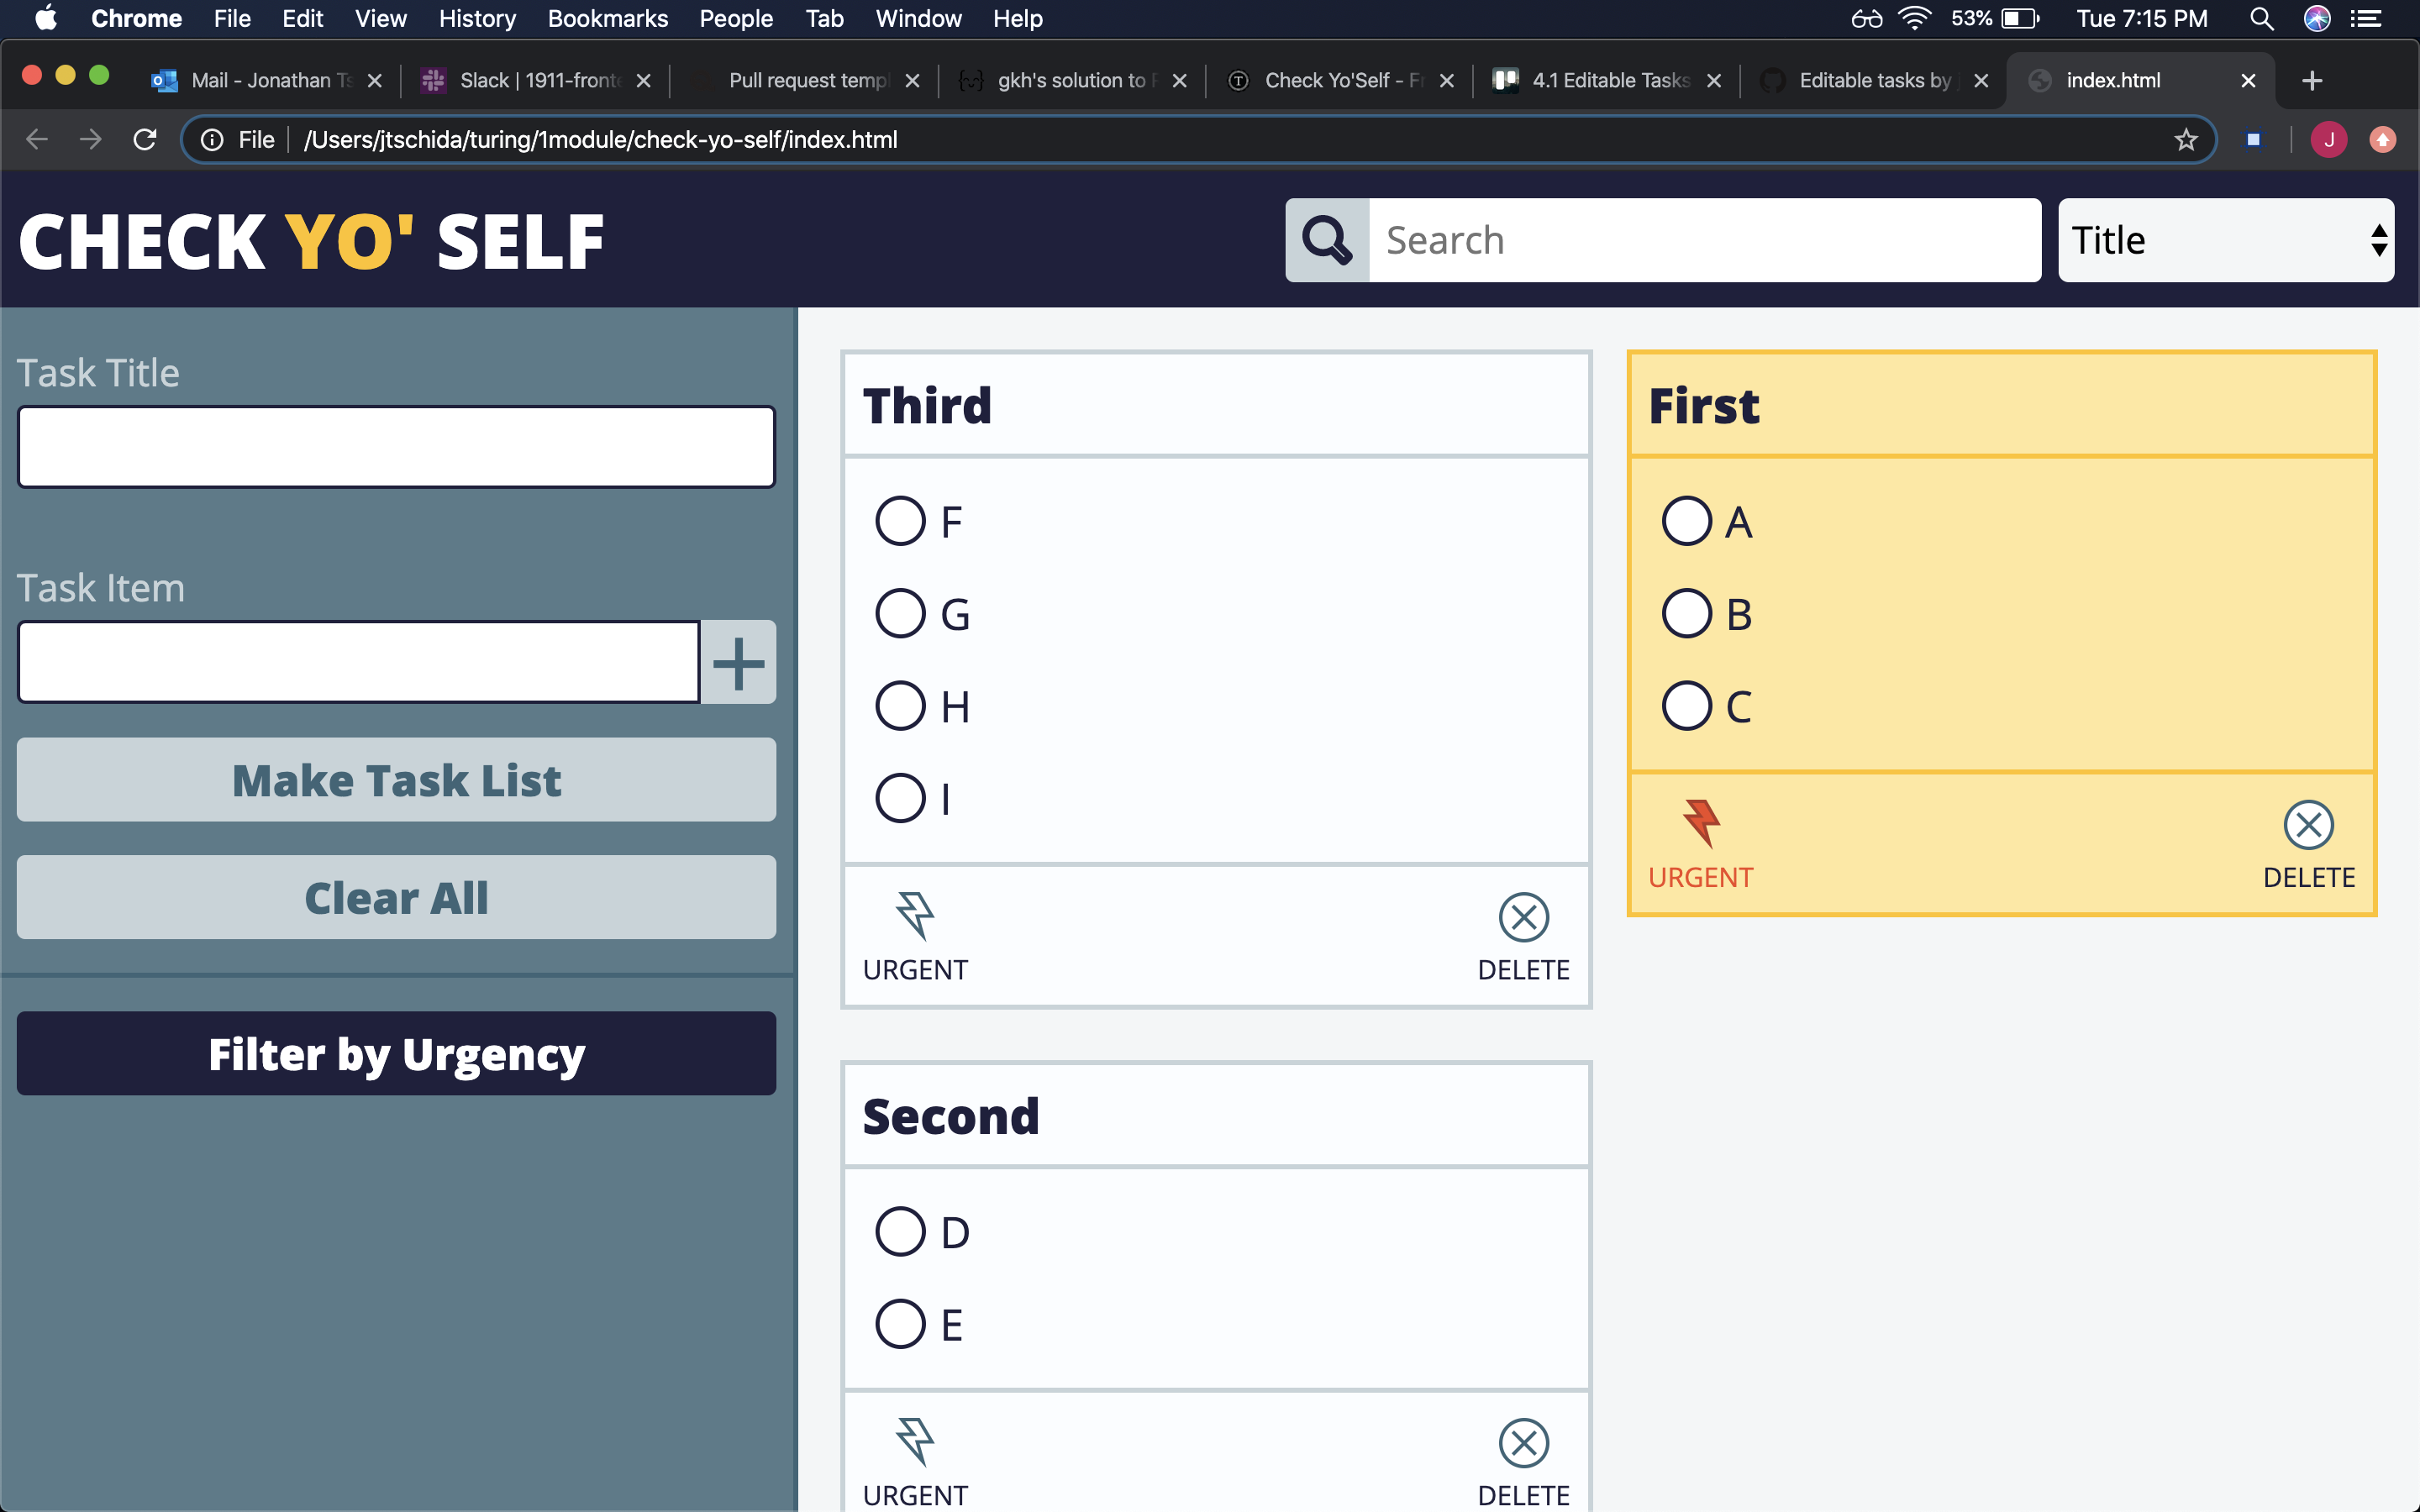 Chrome File Edit View History Bookmarks People Tab Window Help 53% Tue 7:15 PM
Mail - Jonathan Ts Slack | 1911-fronte Pull request templ gkh's solution to Check Yo'Self - Fr 4.1 Editable Tasks Editable tasks by index.html
File /Users/jtschida/turing/1module/check-yo-self/index.html J
CHECK YO' SELF
Search
Title
Task Title
Task Item
Make Task List
Clear All
Filter by Urgency
Third
F
G
H
I
URGENT DELETE
First
A
B
C
URGENT DELETE
Second
D
E
URGENT DELETE